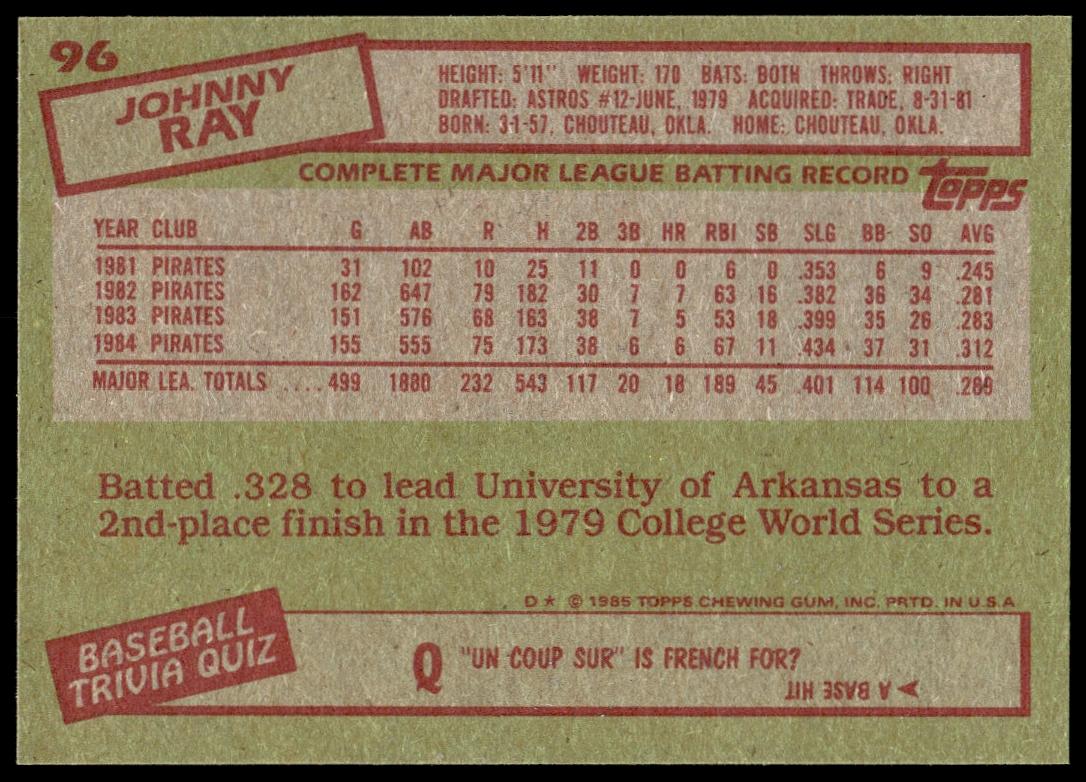 96
JOHNNY
RAY
HEIGHT: 5'11" WEIGHT: 170 BATS: BOTH THROWS: RIGHT
DRAFTED: ASTROS #12-JUNE, 1979 ACQUIRED: TRADE, 8-31-81
BORN: 3-1-57, CHOUTEAU, OKLA. HOME: CHOUTEAU, OKLA.
COMPLETE MAJOR LEAGUE BATTING RECORD topps
YEAR CLUB G AB R H 2B 3B HR RBI SB SLG BB SO AVG
1981 PIRATES 31 102 10 25 11 0 0 6 0 .353 6 9 .245
1982 PIRATES 162 647 79 182 30 7 7 63 16 .382 36 34 .281
1983 PIRATES 151 576 68 163 38 7 5 53 18 .399 35 26 .283
1984 PIRATES 155 555 75 173 38 6 6 67 11 .434 37 31 .312
MAJOR LEA. TOTALS .... 499 1880 232 543 117 20 18 189 45 .401 114 100 .289
Batted .328 to lead University of Arkansas to a
2nd-place finish in the 1979 College World Series.
D★ © 1985 TOPPS CHEWING GUM, INC. PRTD. IN U.S.A
BASEBALL
TRIVIA QUIZ
Q "UN COUP SUR" IS FRENCH FOR?
➤ A BASE HIT